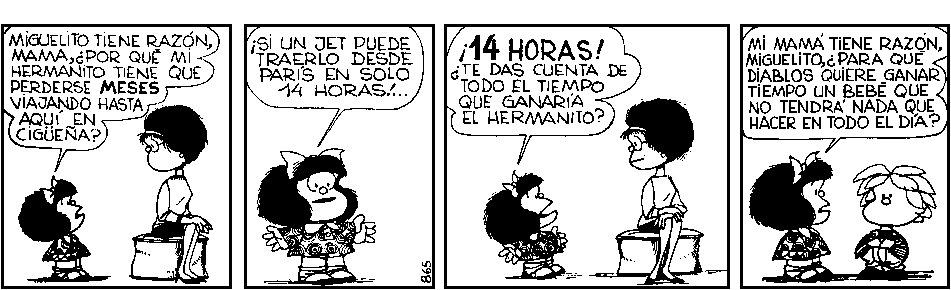 MIGUELITO TIENE RAZÓN,
MAMA, ¿POR QUÉ MI
HERMANITO TIENE QUE
PERDERSE MESES
VIAJANDO HASTA
AQUÍ EN
CIGÜEÑA?
¡SI UN JET PUEDE
TRAERLO DESDE
PARÍS EN SOLO
14 HORAS!...
865
¡14 HORAS!
¿TE DAS CUENTA DE
TODO EL TIEMPO
QUE GANARÍA
EL HERMANITO?
MI MAMÁ TIENE RAZÓN,
MIGUELITO, ¿PARA QUÉ
DIABLOS QUIERE GANAR
TIEMPO UN BEBÉ QUE
NO TENDRÁ NADA QUE
HACER EN TODO EL DÍA?